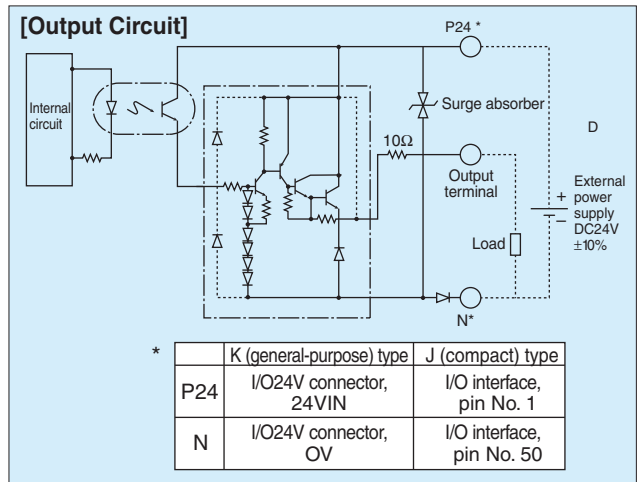 [Output Circuit]
P24 *
Internal
circuit
Surge absorber
D
10Ω
Output
terminal
External
power
supply
DC24V
±10%
+
−
Load
N*
*
K (general-purpose) type J (compact) type
P24 I/O24V connector, 24VIN I/O interface, pin No. 1
N I/O24V connector, OV I/O interface, pin No. 50